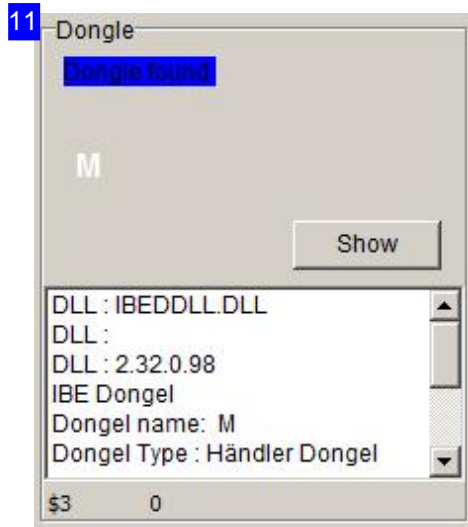 11
Dongle
Dongle found
M
Show
DLL : IBEDDLL.DLL
DLL :
DLL : 2.32.0.98
IBE Dongel
Dongel name: M
Dongel Type : Händler Dongel
$3 0